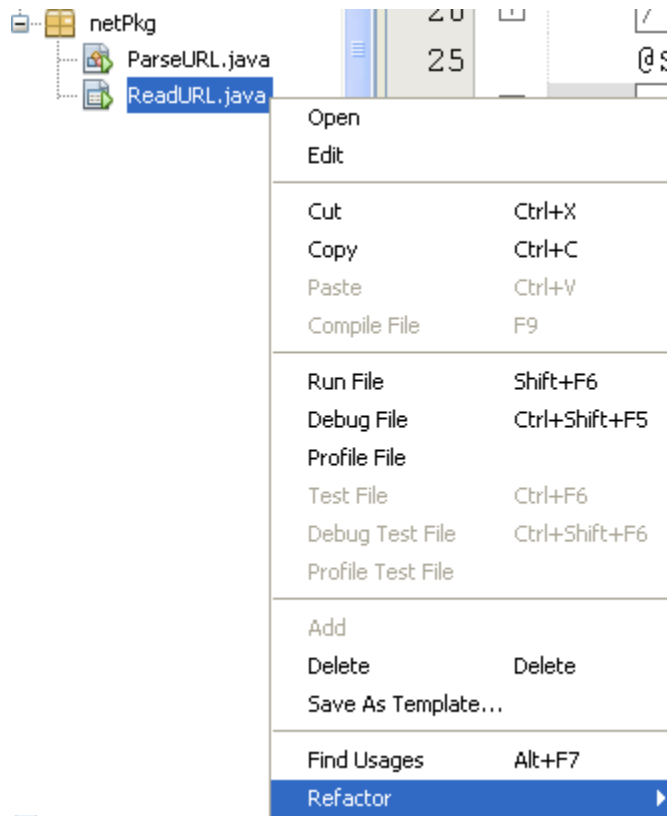 netPkg
ParseURL.java
ReadURL.java
25
@S
Open
Edit
Cut Ctrl+X
Copy Ctrl+C
Paste Ctrl+V
Compile File F9
Run File Shift+F6
Debug File Ctrl+Shift+F5
Profile File
Test File Ctrl+F6
Debug Test File Ctrl+Shift+F6
Profile Test File
Add
Delete Delete
Save As Template...
Find Usages Alt+F7
Refactor